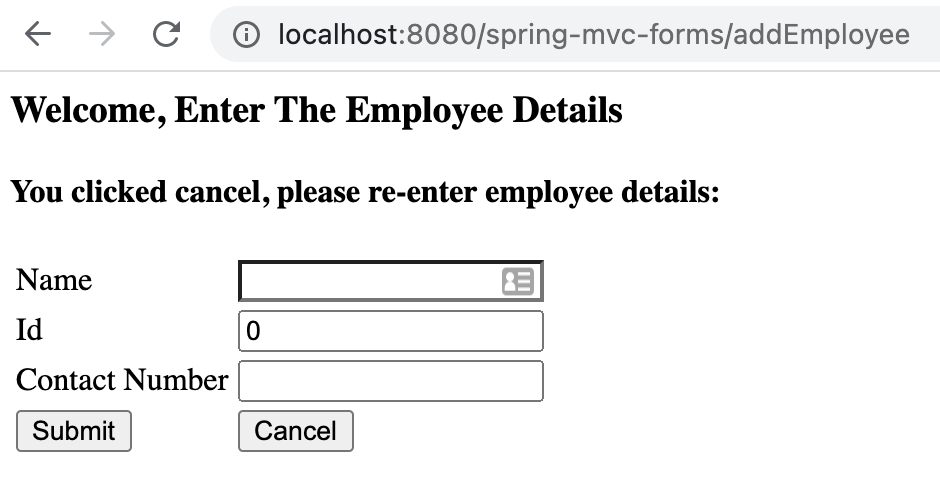 localhost:8080/spring-mvc-forms/addEmployee
Welcome, Enter The Employee Details
You clicked cancel, please re-enter employee details:
Name
Id 0
Contact Number
Submit Cancel